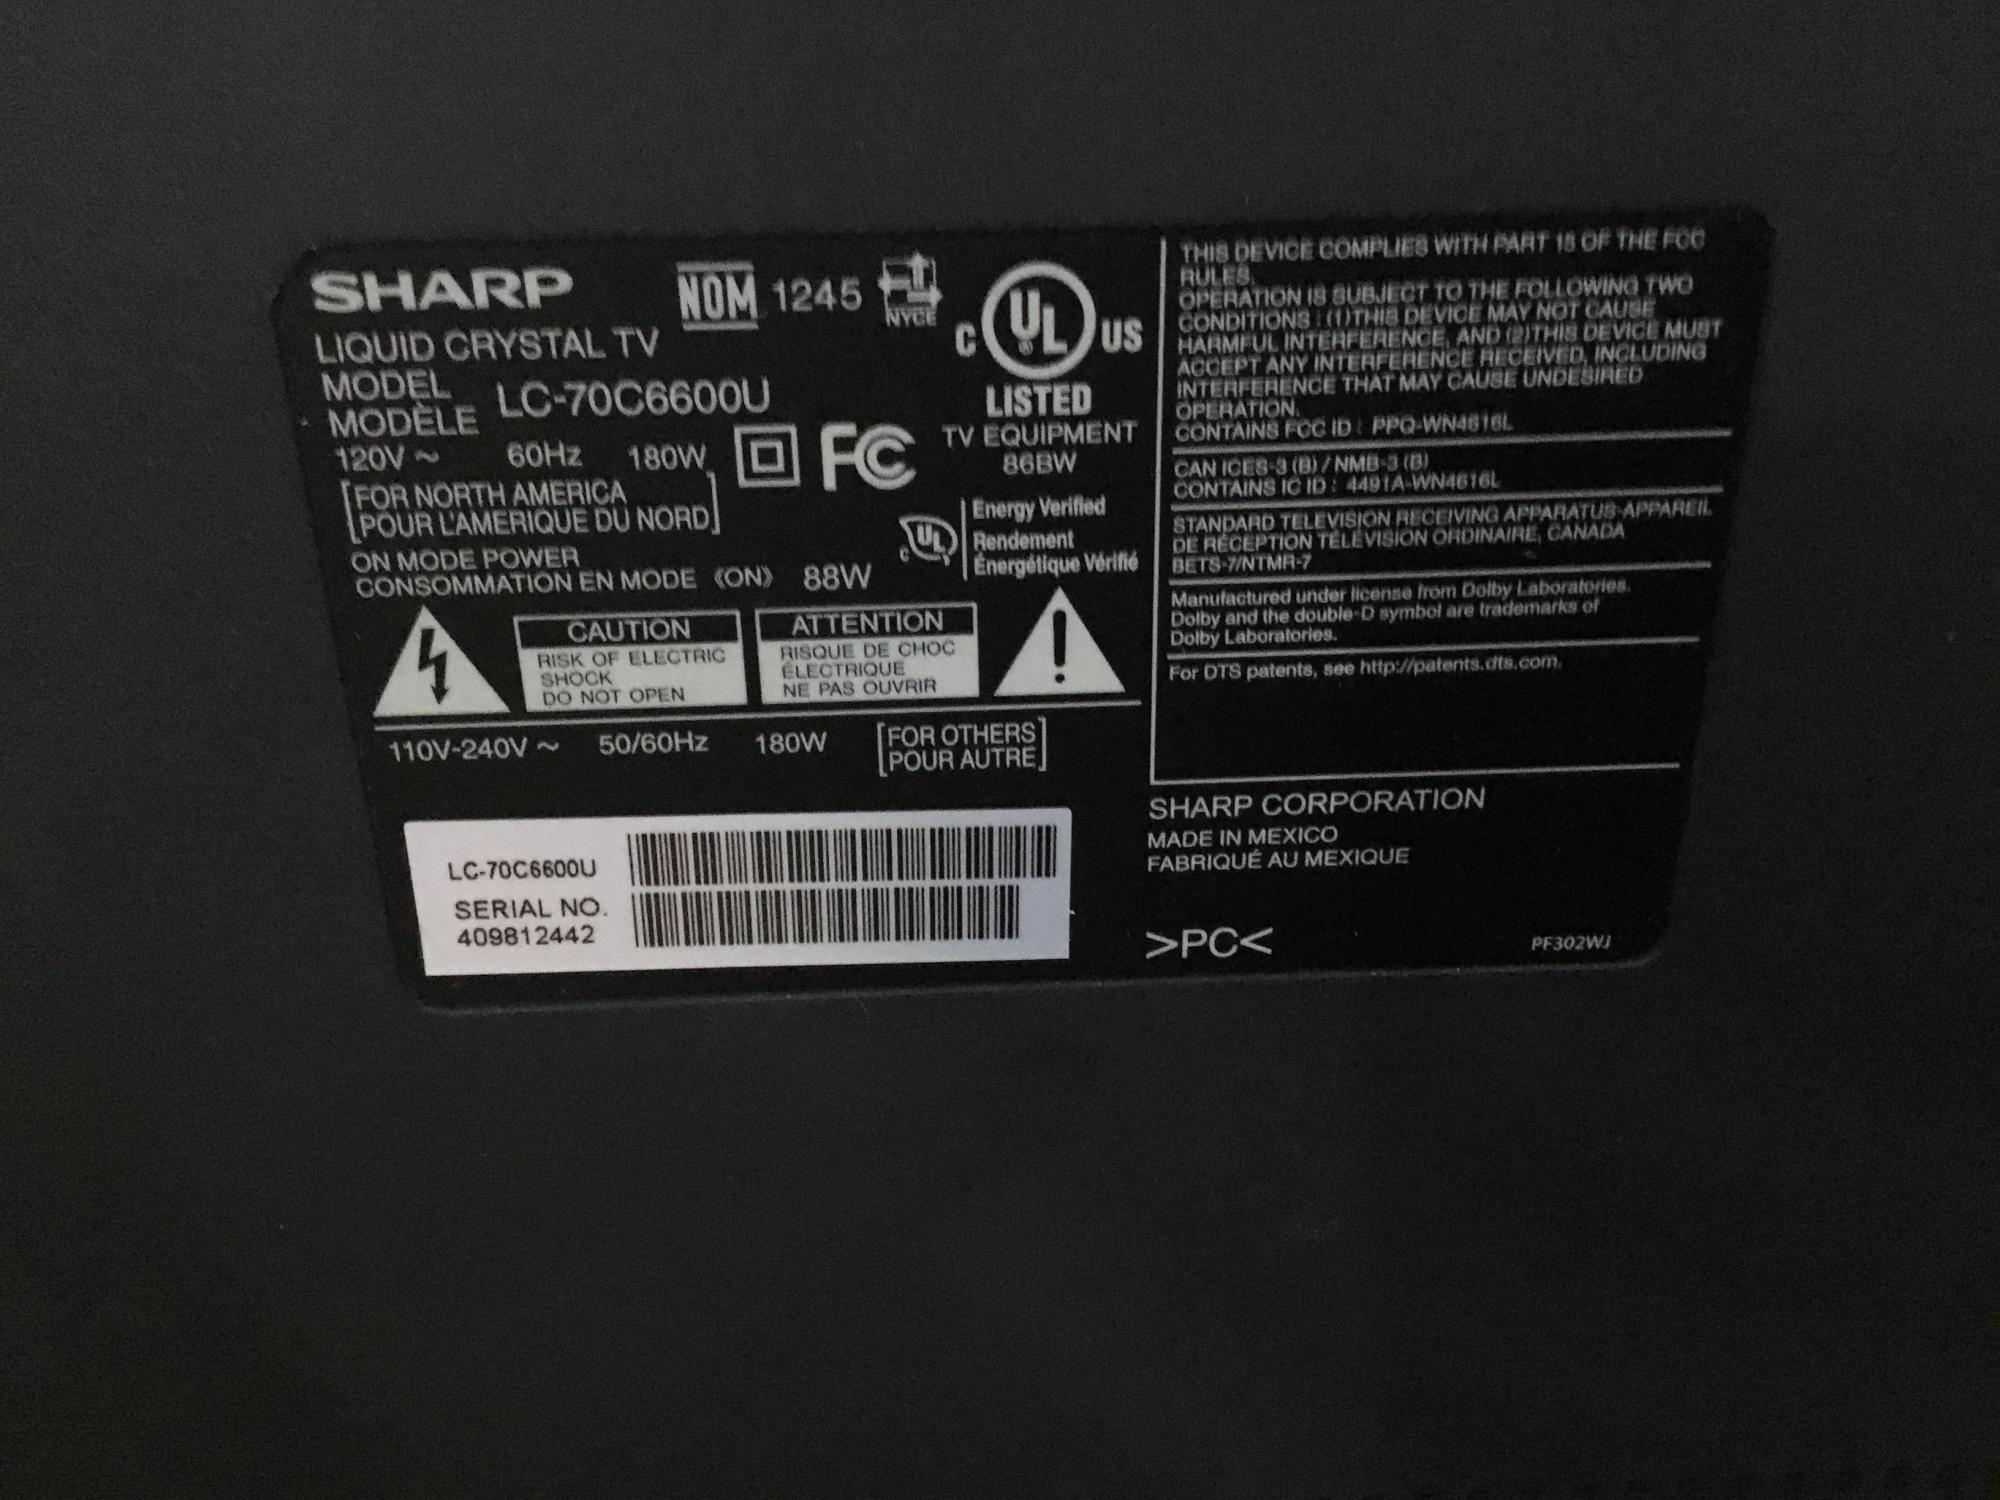 SHARP
NOM 1245 NYCE
LIQUID CRYSTAL TV
MODEL
MODÈLE LC-70C6600U
120V ~ 60Hz 180W
FC
[FOR NORTH AMERICA
POUR L'AMERIQUE DU NORD]
ON MODE POWER
CONSOMMATION EN MODE 《ON》 88W
C UL US
®
LISTED
TV EQUIPMENT
86BW
C UL
Energy Verified
Rendement
Énergétique Vérifié
CAUTION
RISK OF ELECTRIC
SHOCK
DO NOT OPEN
ATTENTION
RISQUE DE CHOC
ÉLECTRIQUE
NE PAS OUVRIR
!
110V-240V ~ 50/60Hz 180W [FOR OTHERS
POUR AUTRE]
LC-70C6600U
SERIAL NO.
409812442
THIS DEVICE COMPLIES WITH PART 15 OF THE FCC
RULES.
OPERATION IS SUBJECT TO THE FOLLOWING TWO
CONDITIONS : (1)THIS DEVICE MAY NOT CAUSE
HARMFUL INTERFERENCE, AND (2)THIS DEVICE MUST
ACCEPT ANY INTERFERENCE RECEIVED, INCLUDING
INTERFERENCE THAT MAY CAUSE UNDESIRED
OPERATION.
CONTAINS FCC ID : PPQ-WN4616L
CAN ICES-3 (B) / NMB-3 (B)
CONTAINS IC ID : 4491A-WN4616L
STANDARD TELEVISION RECEIVING APPARATUS-APPAREIL
DE RÉCEPTION TÉLÉVISION ORDINAIRE, CANADA
BETS-7/NTMR-7
Manufactured under license from Dolby Laboratories.
Dolby and the double-D symbol are trademarks of
Dolby Laboratories.
For DTS patents, see http://patents.dts.com.
SHARP CORPORATION
MADE IN MEXICO
FABRIQUÉ AU MEXIQUE
>PC<
PF302WJ